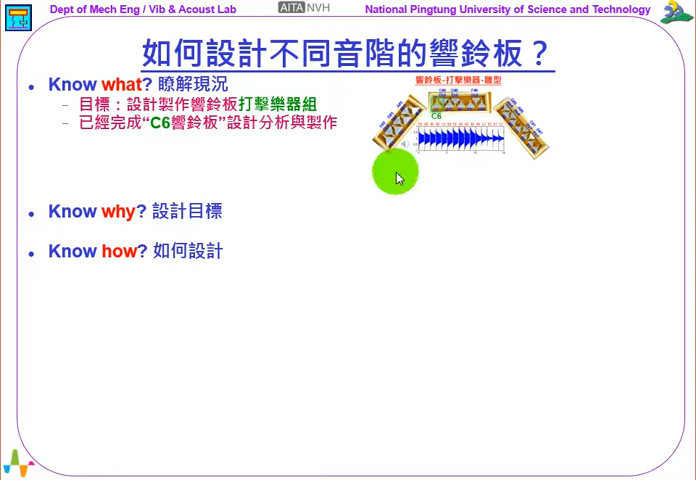 Dept of Mech Eng / Vib & Acoust Lab
AITA NVH
National Pingtung University of Science and Technology
如何設計不同音階的響鈴板？
Know what? 瞭解現況
響鈴板-打擊樂器-雛型
目標：設計製作響鈴板打擊樂器組
C6
已經完成“C6響鈴板”設計分析與製作
Know why? 設計目標
Know how? 如何設計